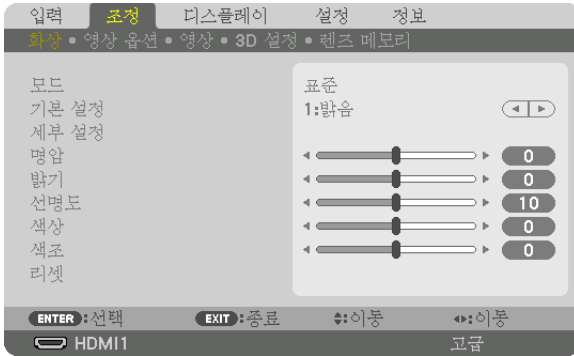 입력 조정 디스플레이 설정 정보
화상 • 영상 옵션 • 영상 • 3D 설정 • 렌즈 메모리
모드 표준
기본 설정 1:밝음
세부 설정
명암 0
밝기 0
선명도 10
색상 0
색조 0
리셋
ENTER :선택 EXIT :종료 :이동 :이동
HDMI1 고급